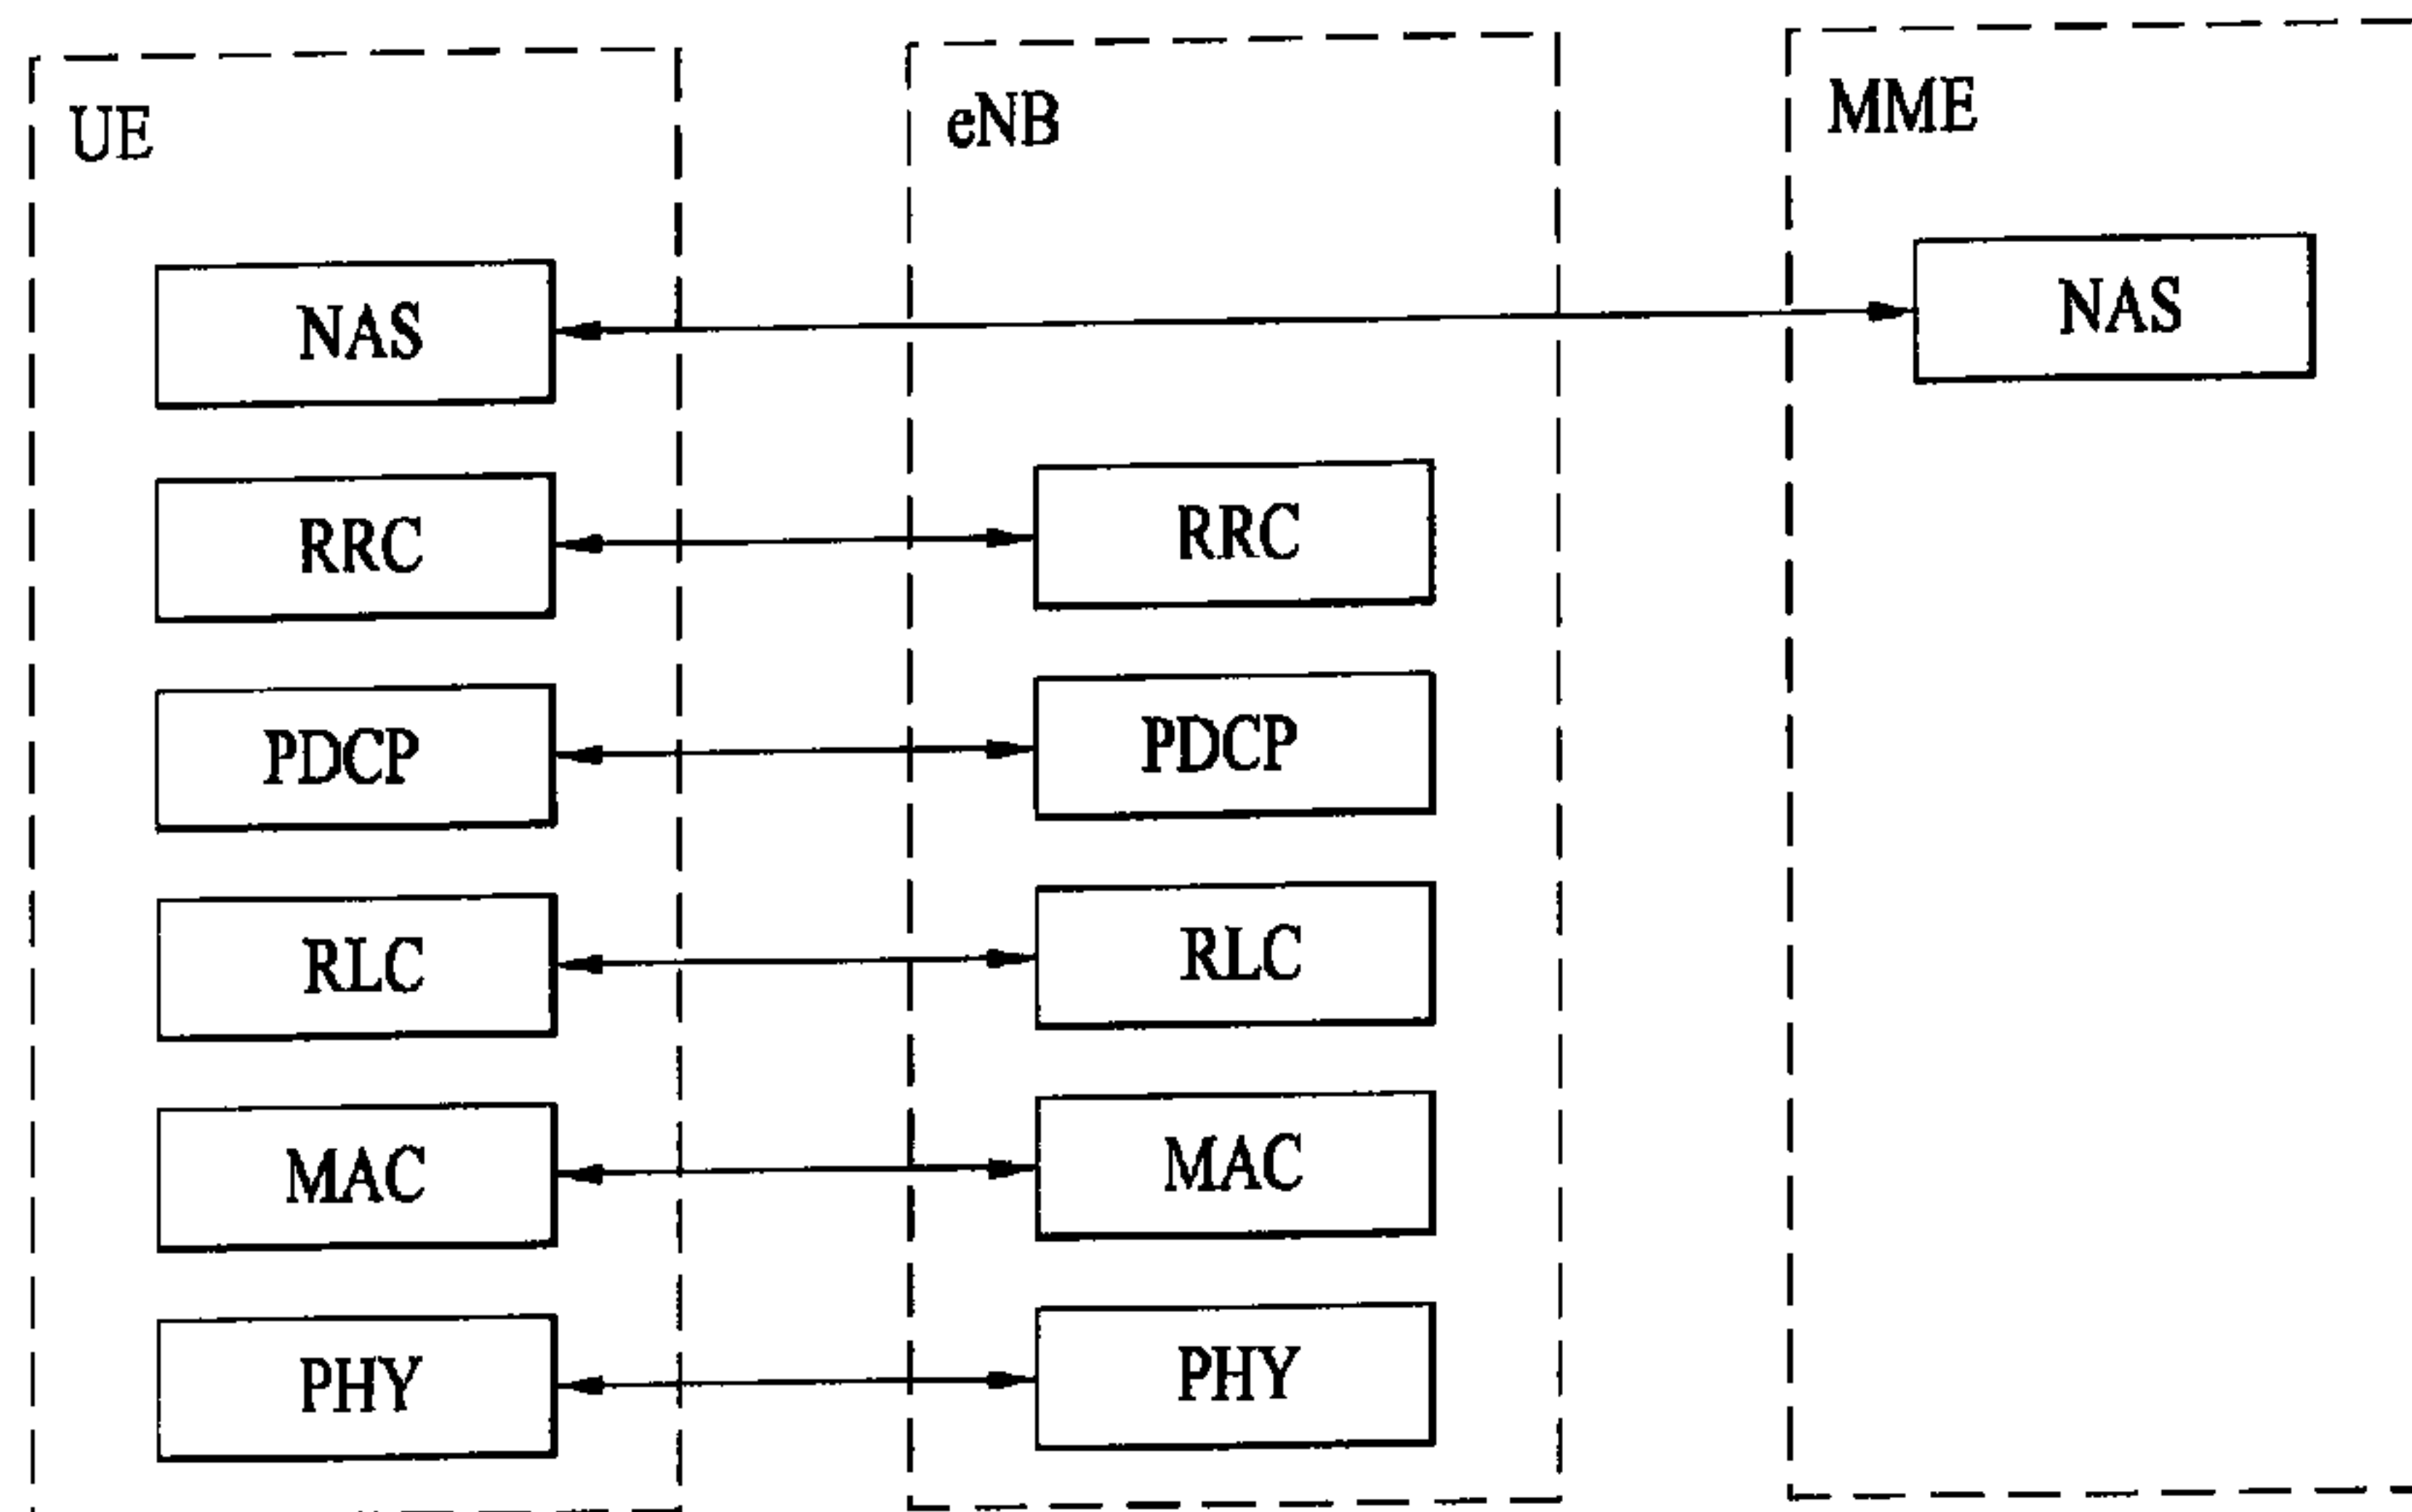 UE
eNB
MME
NAS
NAS
RRC
RRC
PDCP
PDCP
RLC
RLC
MAC
MAC
PHY
PHY